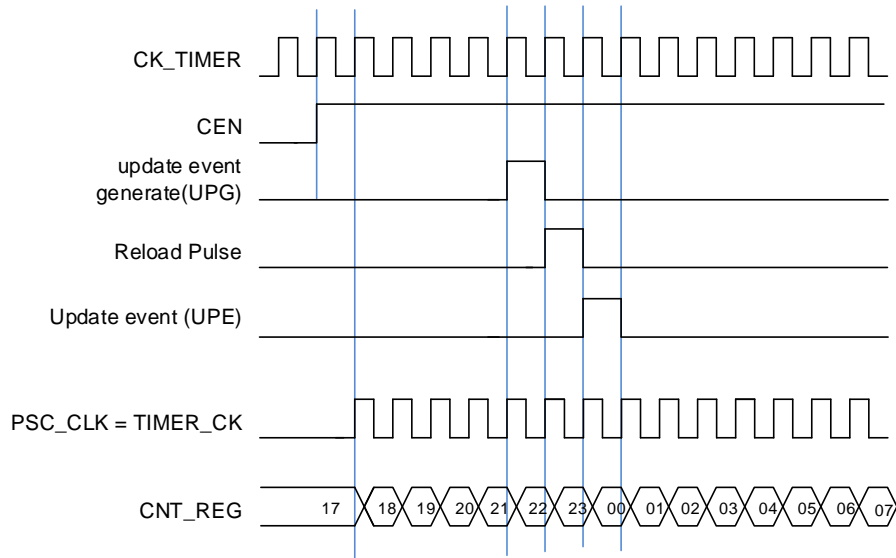 CK_TIMER
CEN
update event
generate(UPG)
Reload Pulse
Update event (UPE)
PSC_CLK = TIMER_CK
CNT_REG 17 18 19 20 21 22 23 00 01 02 03 04 05 06 07